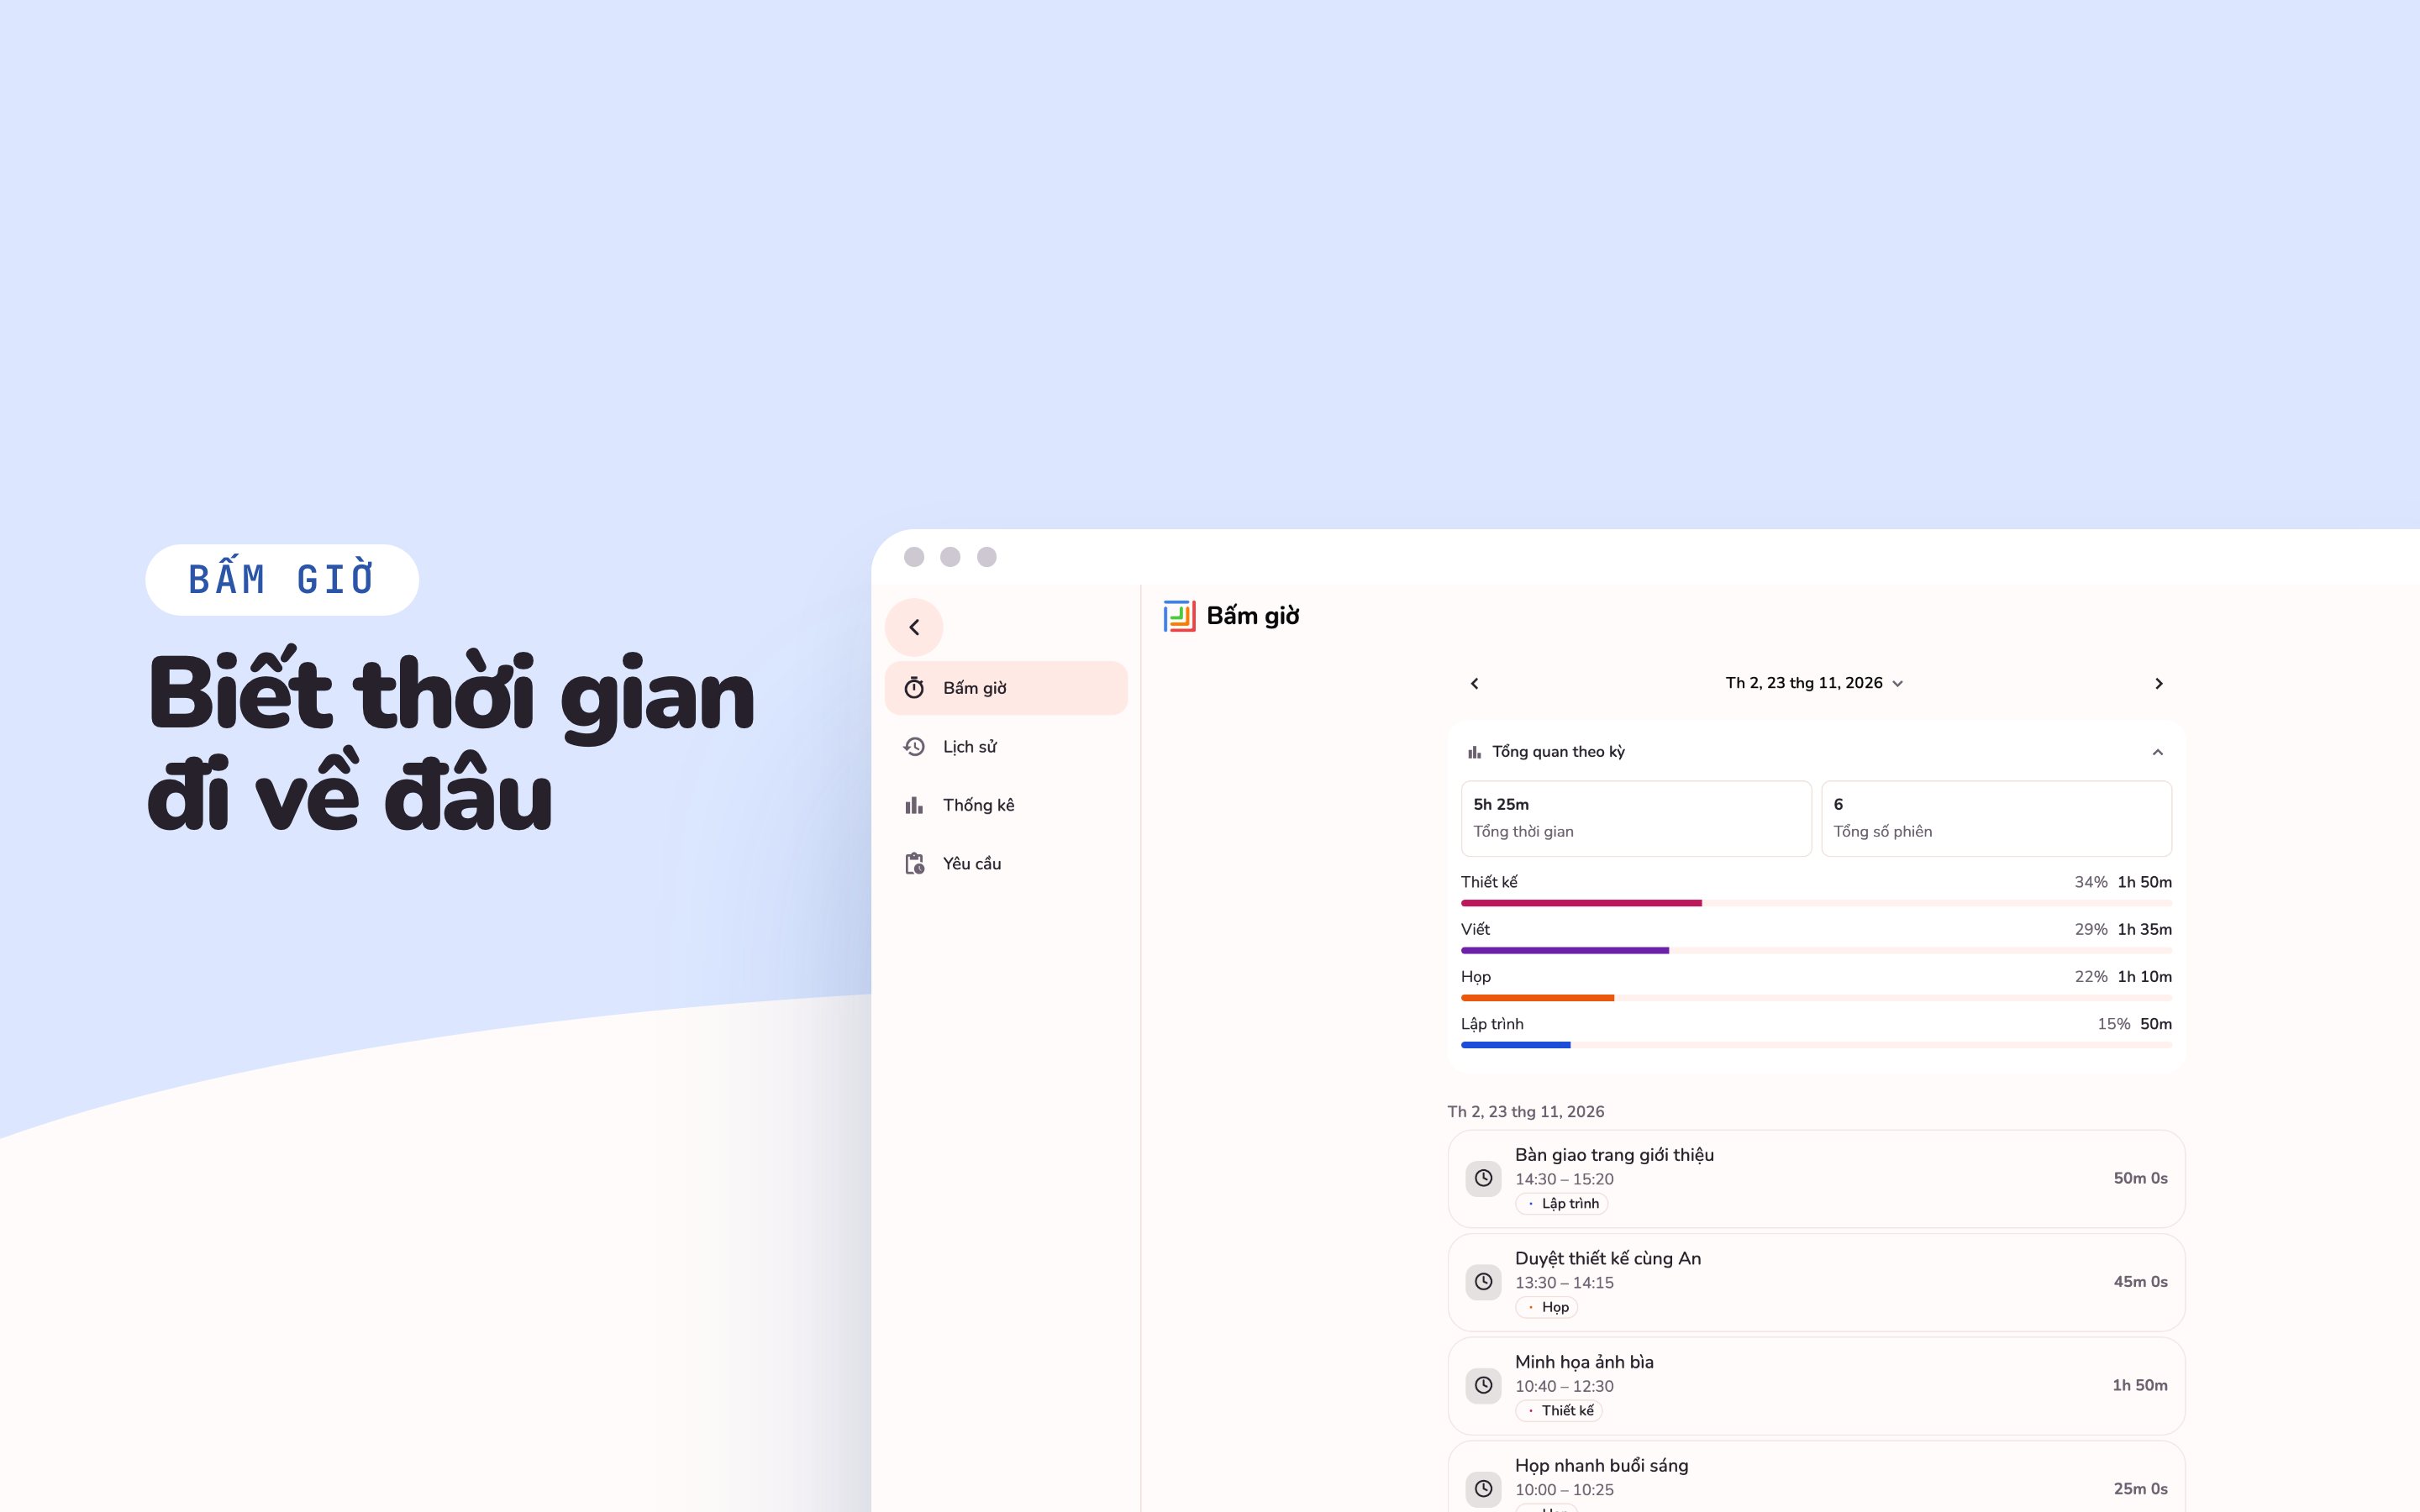 BẤM GIỜ
Biết thời gian
đi về đâu
Bấm giờ
Lịch sử
Thống kê
Yêu cầu
Bấm giờ
Th 2, 23 thg 11, 2026
Tổng quan theo kỳ
5h 25m
Tổng thời gian
6
Tổng số phiên
Thiết kế 34% 1h 50m
Viết 29% 1h 35m
Họp 22% 1h 10m
Lập trình 15% 50m
Th 2, 23 thg 11, 2026
Bàn giao trang giới thiệu
14:30 – 15:20
Lập trình
50m 0s
Duyệt thiết kế cùng An
13:30 – 14:15
Họp
45m 0s
Minh họa ảnh bìa
10:40 – 12:30
Thiết kế
1h 50m
Họp nhanh buổi sáng
10:00 – 10:25
25m 0s